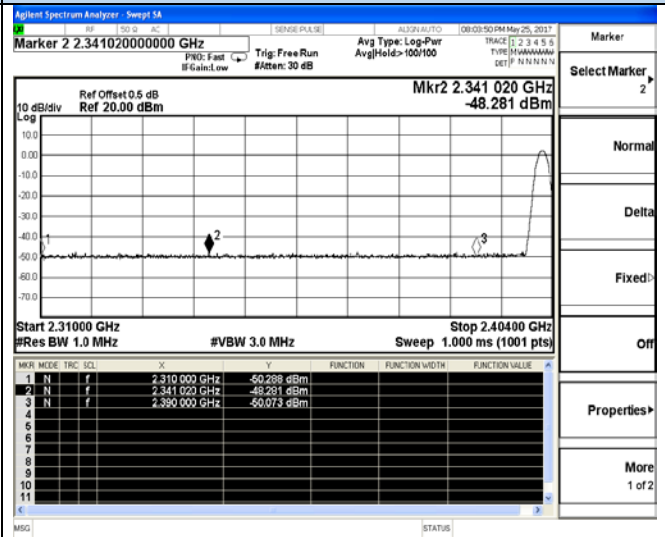 Agilent Spectrum Analyzer - Swept SA
RF 50 Ω AC SENSE:PULSE ALIGN AUTO 08:03:50 PM May 25, 2017
Marker 2 2.341020000000 GHz
PNO: Fast
IFGain:Low
Trig: Free Run
#Atten: 30 dB
Avg Type: Log-Pwr
Avg|Hold:>100/100
TRACE 1 2 3 4 5 6
TYPE
DET P N N N N N
Ref Offset 0.5 dB
10 dB/div Ref 20.00 dBm
Log
Mkr2 2.341 020 GHz
-48.281 dBm
10.0
0.00
-10.0
-20.0
-30.0
-40.0
-50.0
-60.0
-70.0
1
2
3
Start 2.31000 GHz Stop 2.40400 GHz
#Res BW 1.0 MHz #VBW 3.0 MHz Sweep 1.000 ms (1001 pts)
MKR MODE TRC SCL X Y FUNCTION FUNCTION WIDTH FUNCTION VALUE
1 N f 2.310 000 GHz -50.288 dBm
2 N f 2.341 020 GHz -48.281 dBm
3 N f 2.390 000 GHz -50.073 dBm
4
5
6
7
8
9
10
11
MSG STATUS
Marker
Select Marker
2
Normal
Delta
Fixed
Off
Properties
More
1 of 2